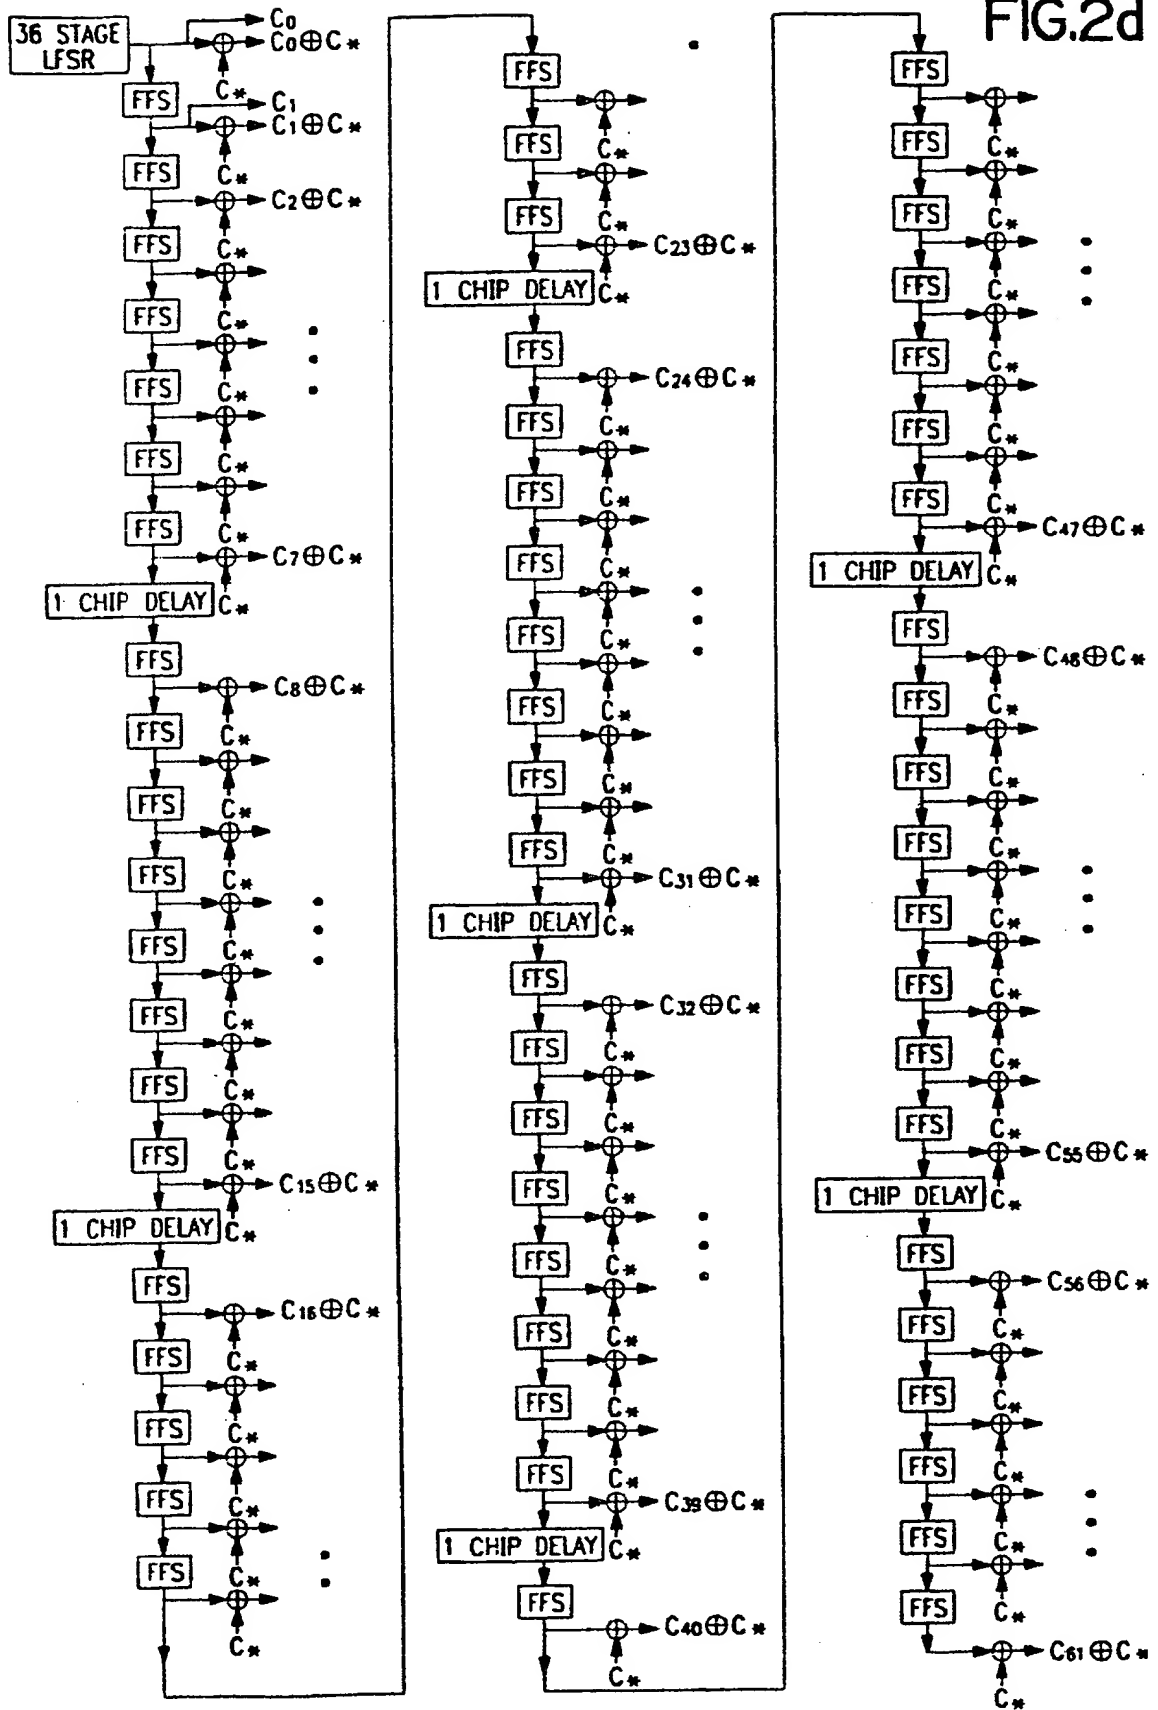 FIG.2d
36 STAGE
LFSR
C0
C0⊕C*
FFS C*
C1
C1⊕C*
FFS C*
C2⊕C*
FFS C*
FFS C*
FFS C*
FFS C*
FFS C*
C7⊕C*
1 CHIP DELAY C*
FFS
C8⊕C*
FFS C*
FFS C*
FFS C*
FFS C*
FFS C*
FFS C*
FFS C*
C15⊕C*
1 CHIP DELAY C*
FFS
C16⊕C*
FFS C*
FFS C*
FFS C*
FFS C*
C*
FFS
FFS C*
FFS C*
C23⊕C*
1 CHIP DELAY C*
FFS
C24⊕C*
FFS C*
FFS C*
FFS C*
FFS C*
FFS C*
FFS C*
FFS C*
C31⊕C*
1 CHIP DELAY C*
FFS
C32⊕C*
FFS C*
FFS C*
FFS C*
FFS C*
FFS C*
FFS C*
FFS C*
C39⊕C*
1 CHIP DELAY C*
FFS
C40⊕C*
C*
FFS
FFS C*
FFS C*
FFS C*
FFS C*
FFS C*
FFS C*
C47⊕C*
1 CHIP DELAY C*
FFS
C48⊕C*
FFS C*
FFS C*
FFS C*
FFS C*
FFS C*
FFS C*
FFS C*
C55⊕C*
1 CHIP DELAY C*
FFS
C56⊕C*
FFS C*
FFS C*
FFS C*
FFS C*
FFS C*
C61⊕C*
C*